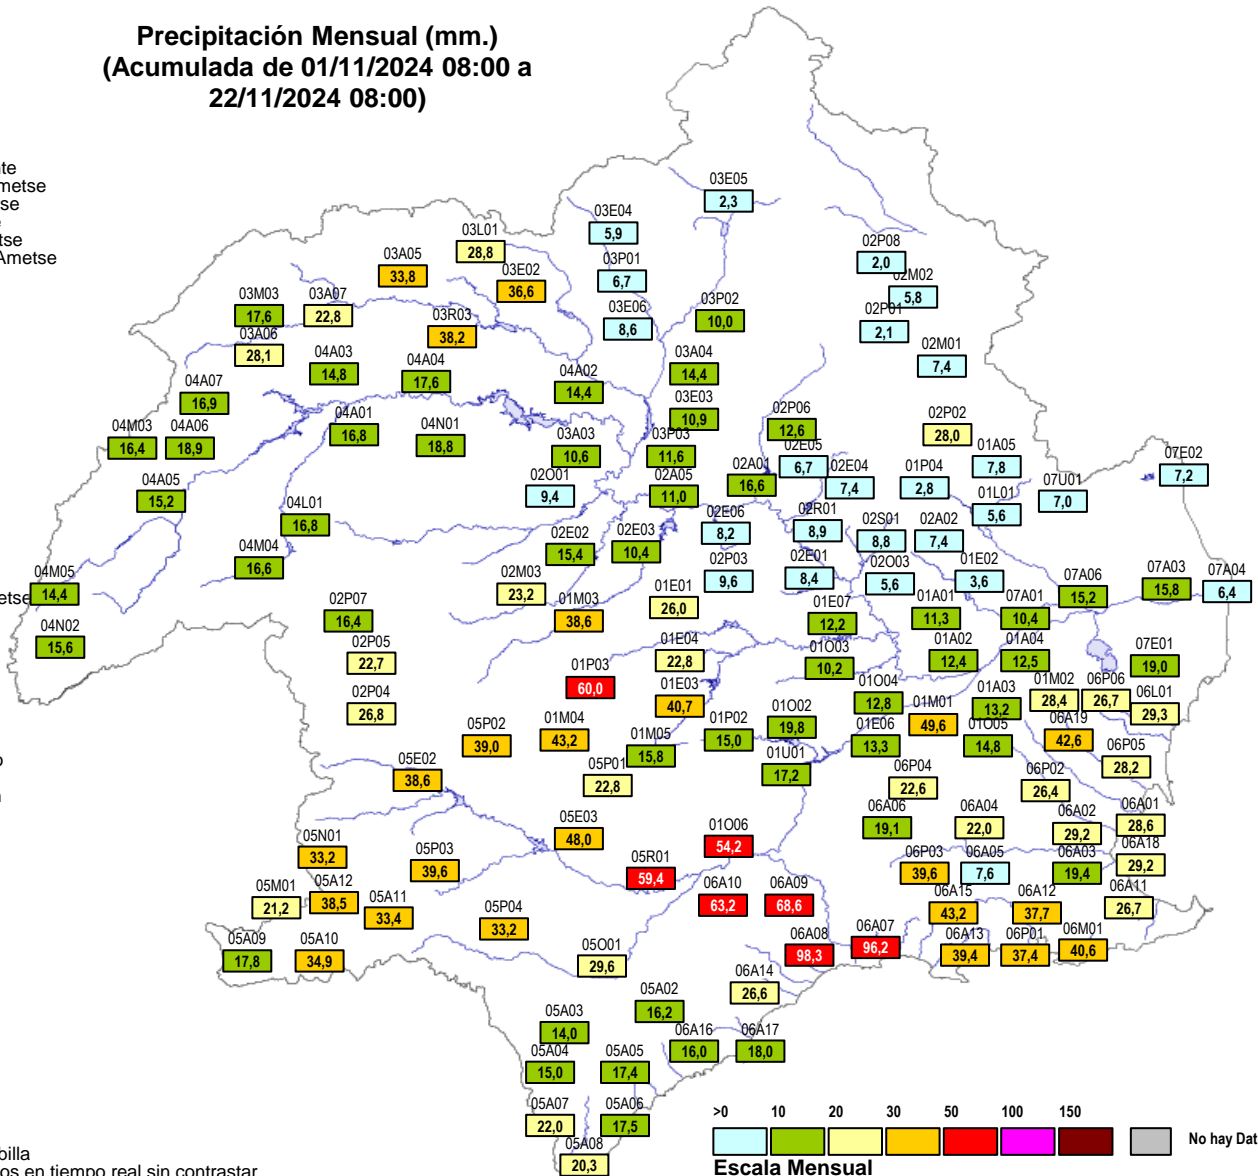 Precipitación Mensual (mm.)
(Acumulada de 01/11/2024 08:00 a
22/11/2024 08:00)
03E05
2,3
03E04
5,9
03L01
28,8
03A05
33,8
03P01
6,7
03E02
36,6
02P08
2,0
02M02
5,8
03M03
17,6
03A07
22,8
03E06
8,6
03P02
10,0
02P01
2,1
03R03
38,2
03A06
28,1
02M01
7,4
04A03
14,8
04A04
17,6
04A02
14,4
03A04
14,4
04A07
16,9
03E03
10,9
04A01
16,8
04N01
18,8
02P06
12,6
02P02
28,0
04M03
16,4
04A06
18,9
03A03
10,6
03P03
11,6
02E05
6,7
01A05
7,8
07E02
7,2
04A05
15,2
02O01
9,4
02A05
11,0
02A01
16,6
02E04
7,4
01P04
2,8
07U01
7,0
04L01
16,8
01L01
5,6
02E06
8,2
02R01
8,9
02S01
8,8
02A02
7,4
02E02
15,4
02E03
10,4
04M04
16,6
02P03
9,6
02E01
8,4
02O03
5,6
01E02
3,6
04M05
14,4
02M03
23,2
01E01
26,0
07A06
15,2
07A03
15,8
07A04
6,4
02P07
16,4
01M03
38,6
01E07
12,2
01A01
11,3
07A01
10,4
04N02
15,6
02P05
22,7
01E04
22,8
01O03
10,2
01A02
12,4
01A04
12,5
07E01
19,0
01P03
60,0
02P04
26,8
01E03
40,7
01O04
12,8
01A03
13,2
01M02
28,4
06P06
26,7
06L01
29,3
05P02
39,0
01M04
43,2
01M05
15,8
01P02
15,0
01O02
19,8
01E06
13,3
01M01
49,6
01O05
14,8
06A19
42,6
06P05
28,2
05E02
38,6
05P01
22,8
01U01
17,2
06P04
22,6
06P02
26,4
05E03
48,0
01O06
54,2
06A06
19,1
06A04
22,0
06A02
29,2
06A01
28,6
05N01
33,2
05P03
39,6
05R01
59,4
06P03
39,6
06A05
7,6
06A03
19,4
06A18
29,2
05M01
21,2
05A12
38,5
05A11
33,4
06A10
63,2
06A09
68,6
06A15
43,2
06A12
37,7
06A11
26,7
05P04
33,2
05A09
17,8
05A10
34,9
05O01
29,6
06A08
98,3
06A07
96,2
06A13
39,4
06P01
37,4
06M01
40,6
06A14
26,6
05A02
16,2
05A03
14,0
06A16
16,0
06A17
18,0
05A04
15,0
05A05
17,4
05A07
22,0
05A06
17,5
05A08
20,3
>0 10 20 30 50 100 150
No hay Dat
Escala Mensual
nte
metse
tse
Ametse
etse
billa
os en tiempo real sin contrastar